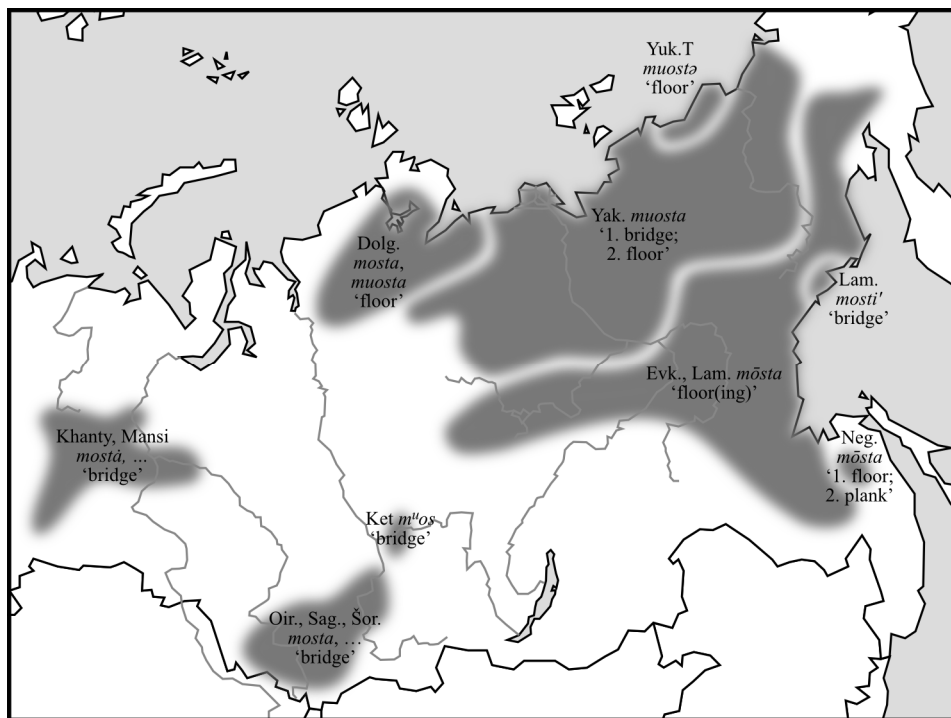 Yuk.T
muostə
‘floor’
Yak. muosta
‘1. bridge;
2. floor’
Dolg.
mosta,
muosta
‘floor’
Lam.
mosti̕
‘bridge’
Evk., Lam. mōsta
‘floor(ing)’
Khanty, Mansi
mostȧ, ...
‘bridge’
Neg.
mōsta
‘1. floor;
2. plank’
Ket mᵘos
‘bridge’
Oir., Sag., Šor.
mosta, …
‘bridge’